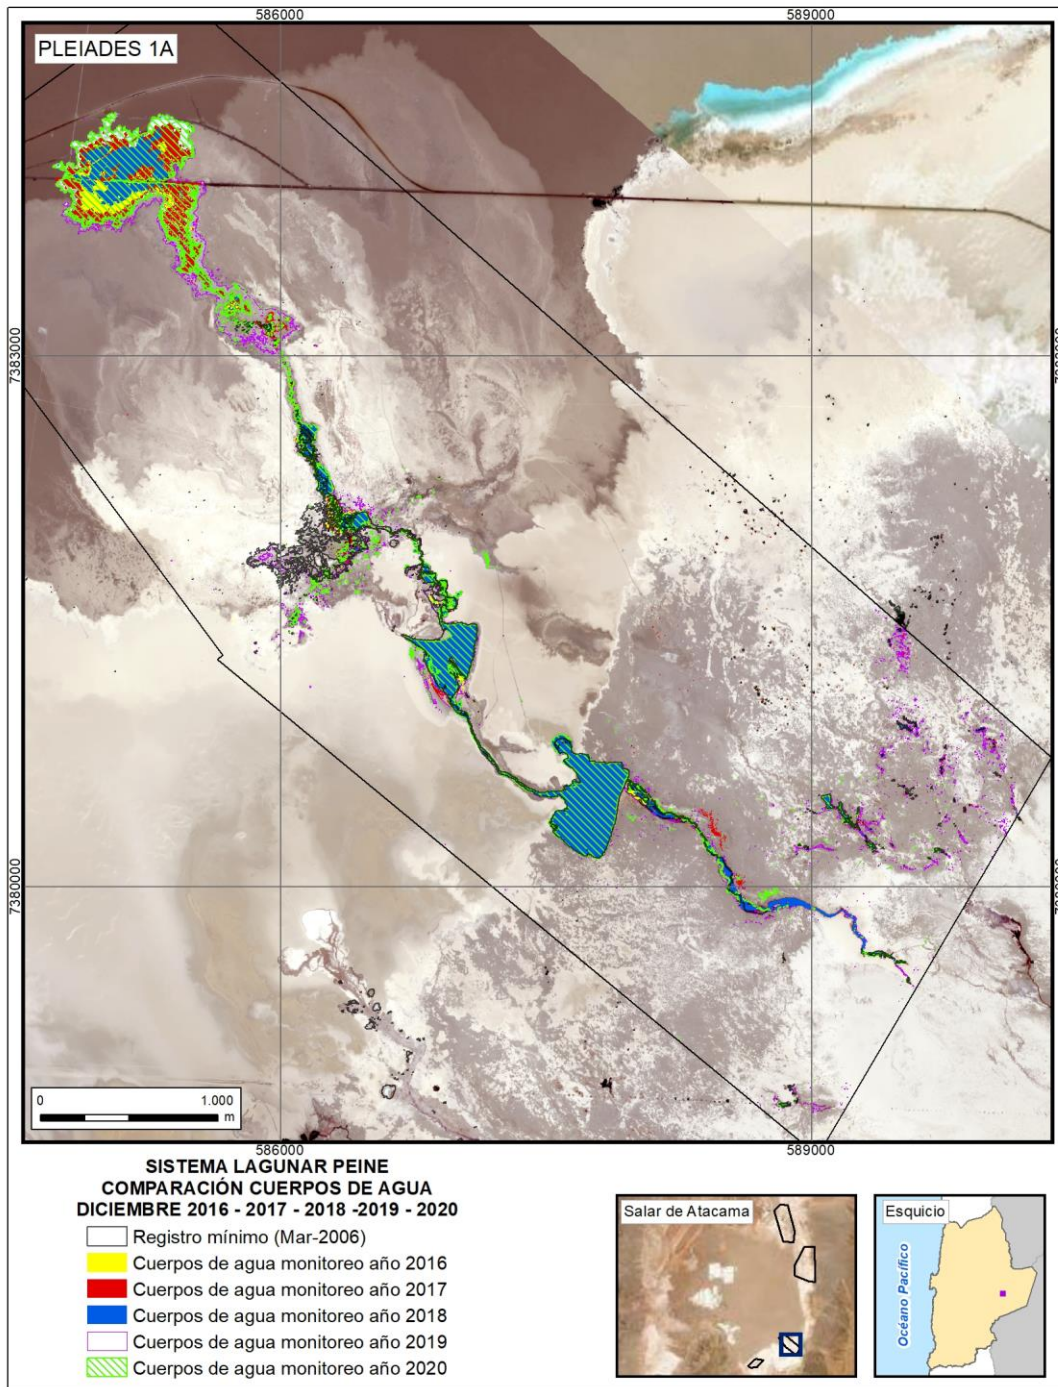 586000
589000
PLEIADES 1A
7383000
7380000
0
1.000
m
586000
589000
SISTEMA LAGUNAR PEINE
COMPARACIÓN CUERPOS DE AGUA
DICIEMBRE 2016 - 2017 - 2018 -2019 - 2020
Registro mínimo (Mar-2006)
Cuerpos de agua monitoreo año 2016
Cuerpos de agua monitoreo año 2017
Cuerpos de agua monitoreo año 2018
Cuerpos de agua monitoreo año 2019
Cuerpos de agua monitoreo año 2020
Salar de Atacama
Esquicio
Océano Pacífico